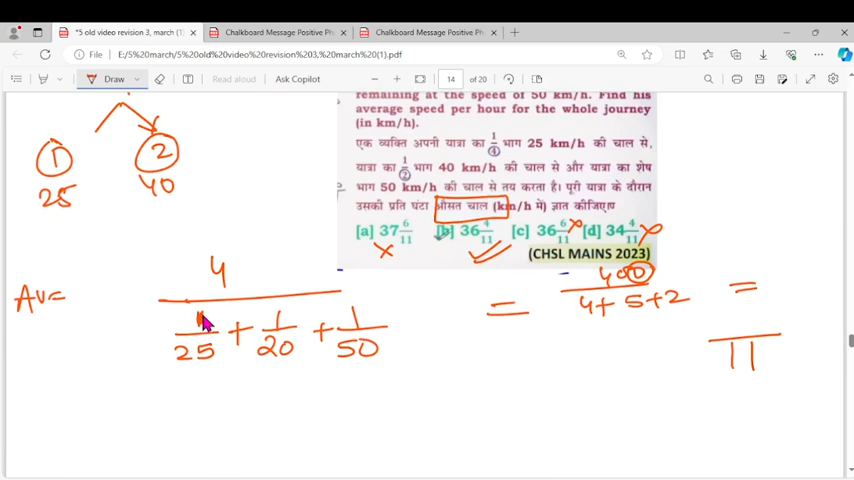 *5 old video revision 3, march (1).
Chalkboard Message Positive Ph
Chalkboard Message Positive Ph
File
E:/5%20march/5%20old%20video%20revision%203,%20march%20(1).pdf
Draw
Read aloud
Ask Copilot
14
of 20
remaining at the speed of 50 km/h. Find his
average speed per hour for the whole journey
(in km/h).
एक व्यक्ति अपनी यात्रा का 1/4 भाग 25 km/h की चाल से,
यात्रा का 1/2 भाग 40 km/h की चाल से और यात्रा का शेष
भाग 50 km/h की चाल से तय करता है। पूरी यात्रा के दौरान
उसकी प्रति घंटा औसत चाल (km/h में) ज्ञात कीजिए।
[a] 37 6/11 [b] 36 4/11 [c] 36 6/11 [d] 34 4/11
(CHSL MAINS 2023)
1 2
25 40
AV= 4 / (1/25 + 1/20 + 1/50) = 400 / (4+5+2) =
11